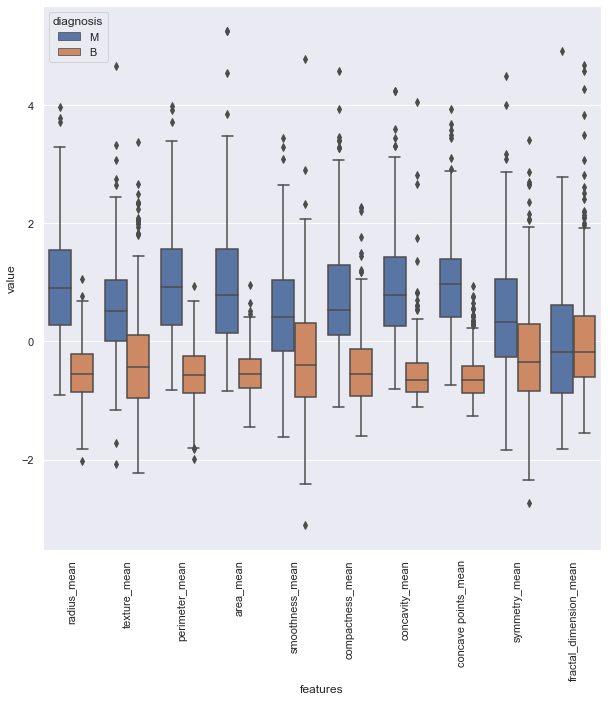 diagnosis
M
B
4
2
0
−2
value
radius_mean
texture_mean
perimeter_mean
area_mean
smoothness_mean
compactness_mean
concavity_mean
concave points_mean
symmetry_mean
fractal_dimension_mean
features